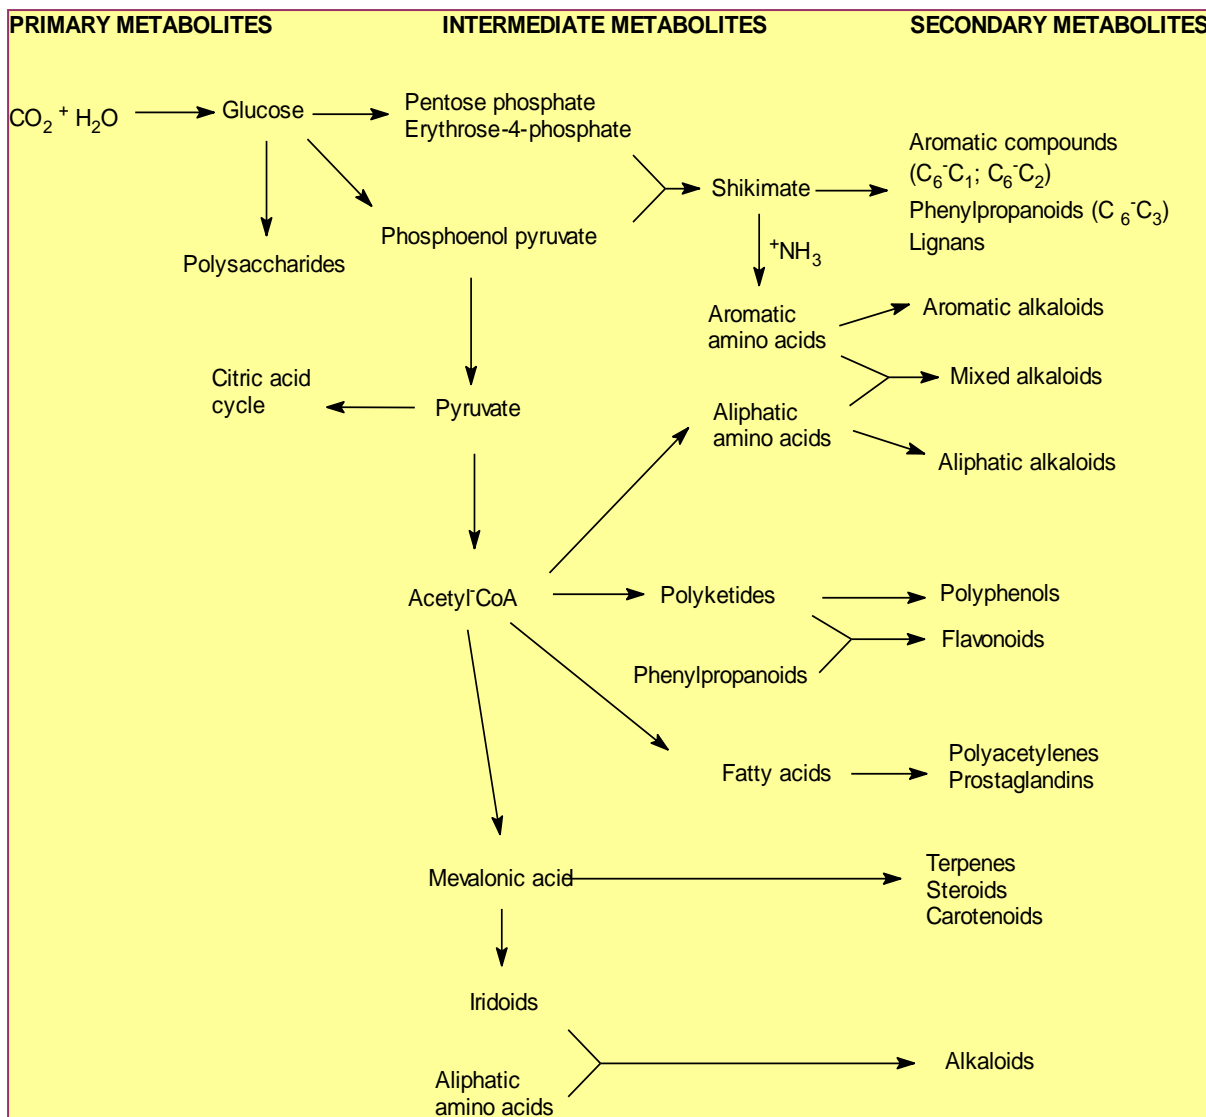 PRIMARY METABOLITES
INTERMEDIATE METABOLITES
SECONDARY METABOLITES
CO2 + H2O
Glucose
Pentose phosphate
Erythrose-4-phosphate
Aromatic compounds
(C6-C1; C6-C2)
Phenylpropanoids (C 6-C3)
Lignans
Shikimate
Phosphoenol pyruvate
Polysaccharides
+NH3
Aromatic
amino acids
Aromatic alkaloids
Mixed alkaloids
Citric acid
cycle
Pyruvate
Aliphatic
amino acids
Aliphatic alkaloids
Acetyl-CoA
Polyketides
Polyphenols
Flavonoids
Phenylpropanoids
Fatty acids
Polyacetylenes
Prostaglandins
Mevalonic acid
Terpenes
Steroids
Carotenoids
Iridoids
Alkaloids
Aliphatic
amino acids